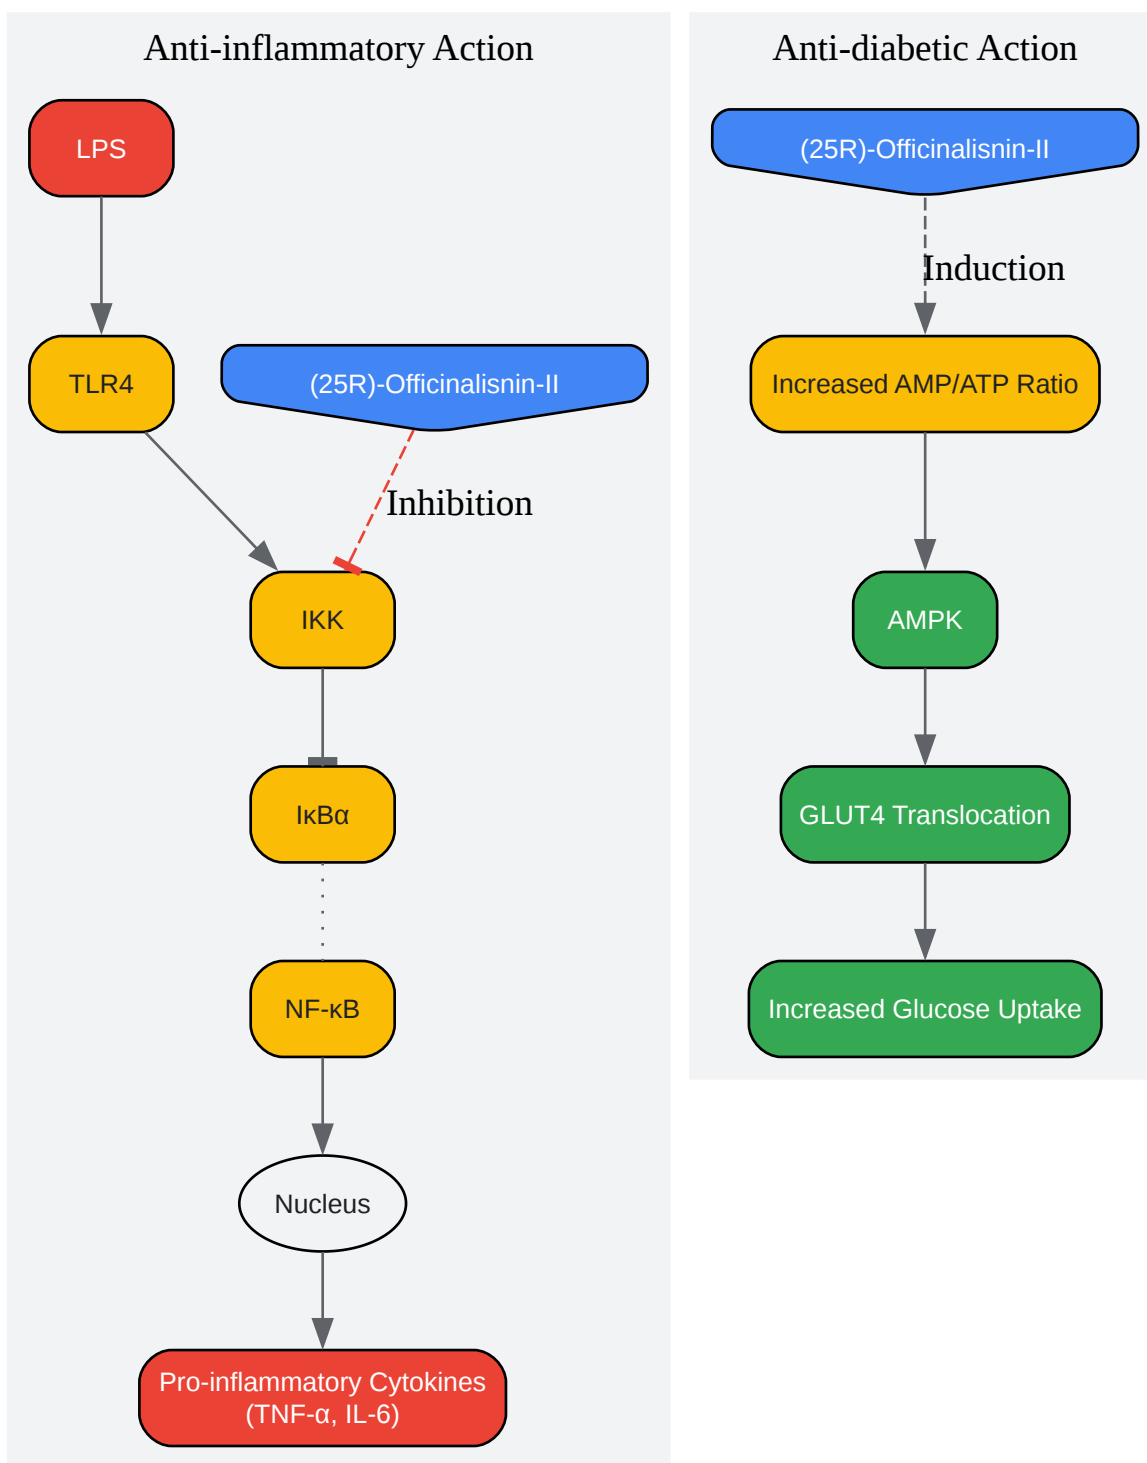 Anti-inflammatory Action
LPS
TLR4
(25R)-Officinalisnin-II
Inhibition
IKK
IκBα
NF-κB
Nucleus
Pro-inflammatory Cytokines
(TNF-α, IL-6)
Anti-diabetic Action
(25R)-Officinalisnin-II
Induction
Increased AMP/ATP Ratio
AMPK
GLUT4 Translocation
Increased Glucose Uptake